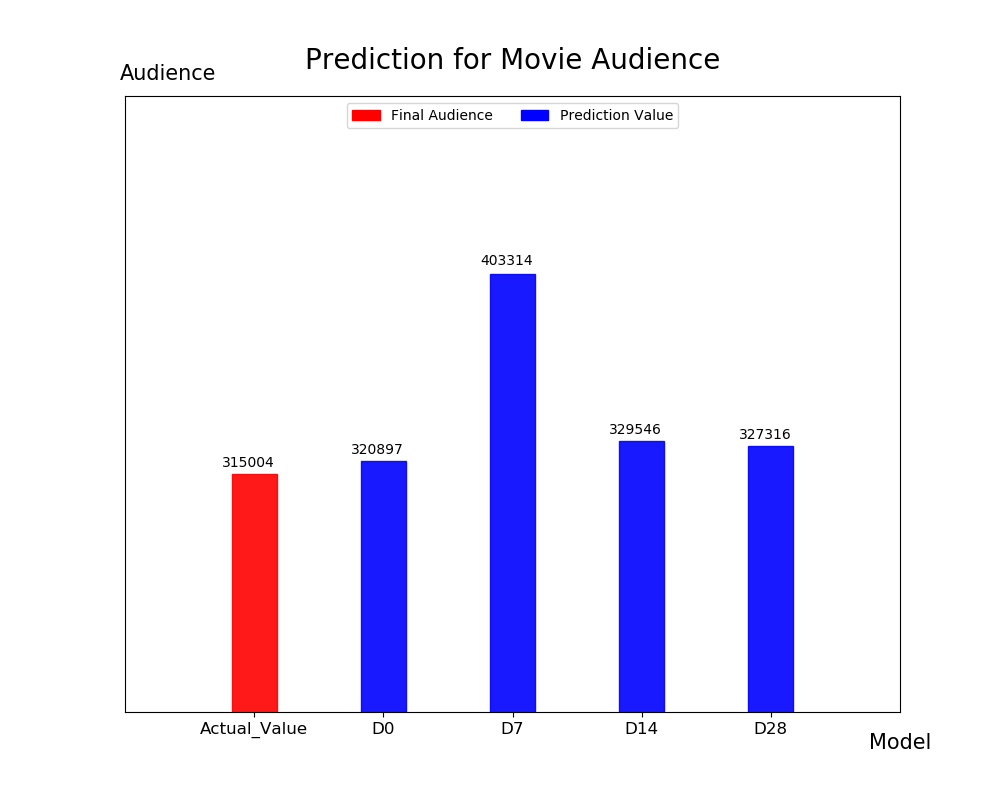 Prediction for Movie Audience
Audience
Final Audience
Prediction Value
403314
329546
327316
320897
315004
Actual_Value
D0
D7
D14
D28
Model